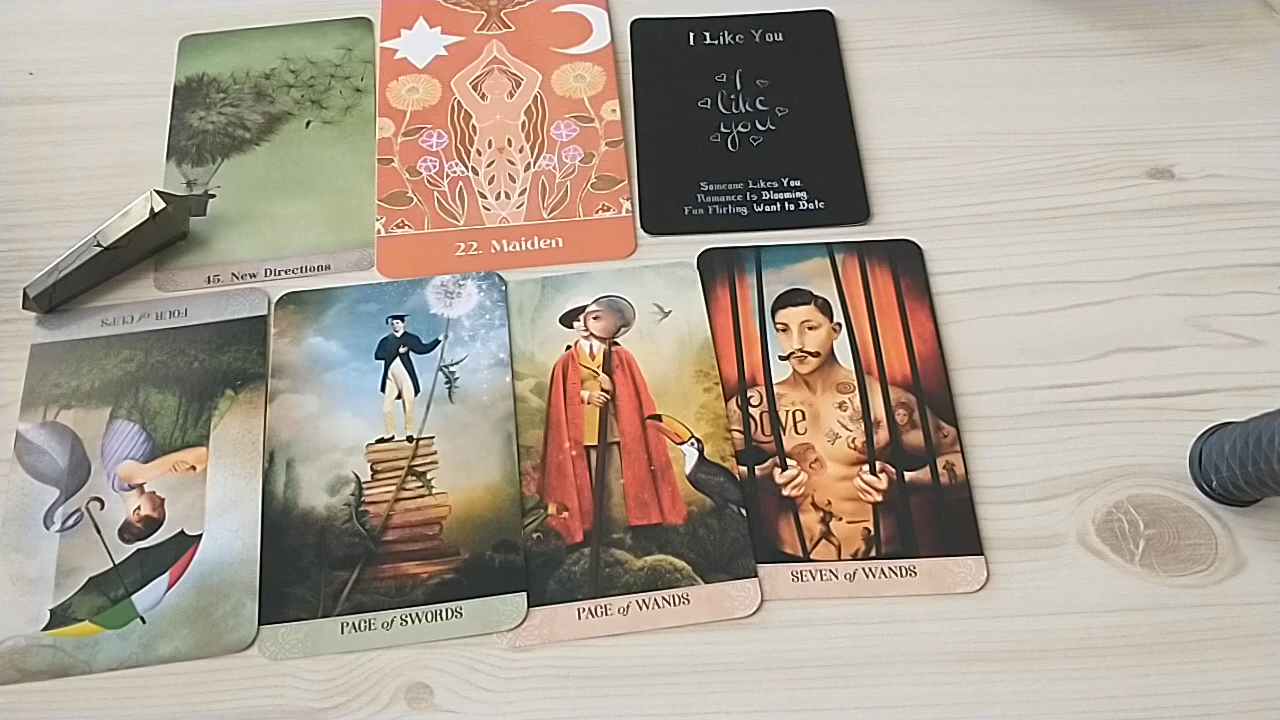 45. New Directions
22. Maiden
I Like You
I
like
you
Someone Likes You.
Romance Is Blooming.
Fun Flirting. Want to Date
FOUR of CUPS
PAGE of SWORDS
PAGE of WANDS
SEVEN of WANDS
Love